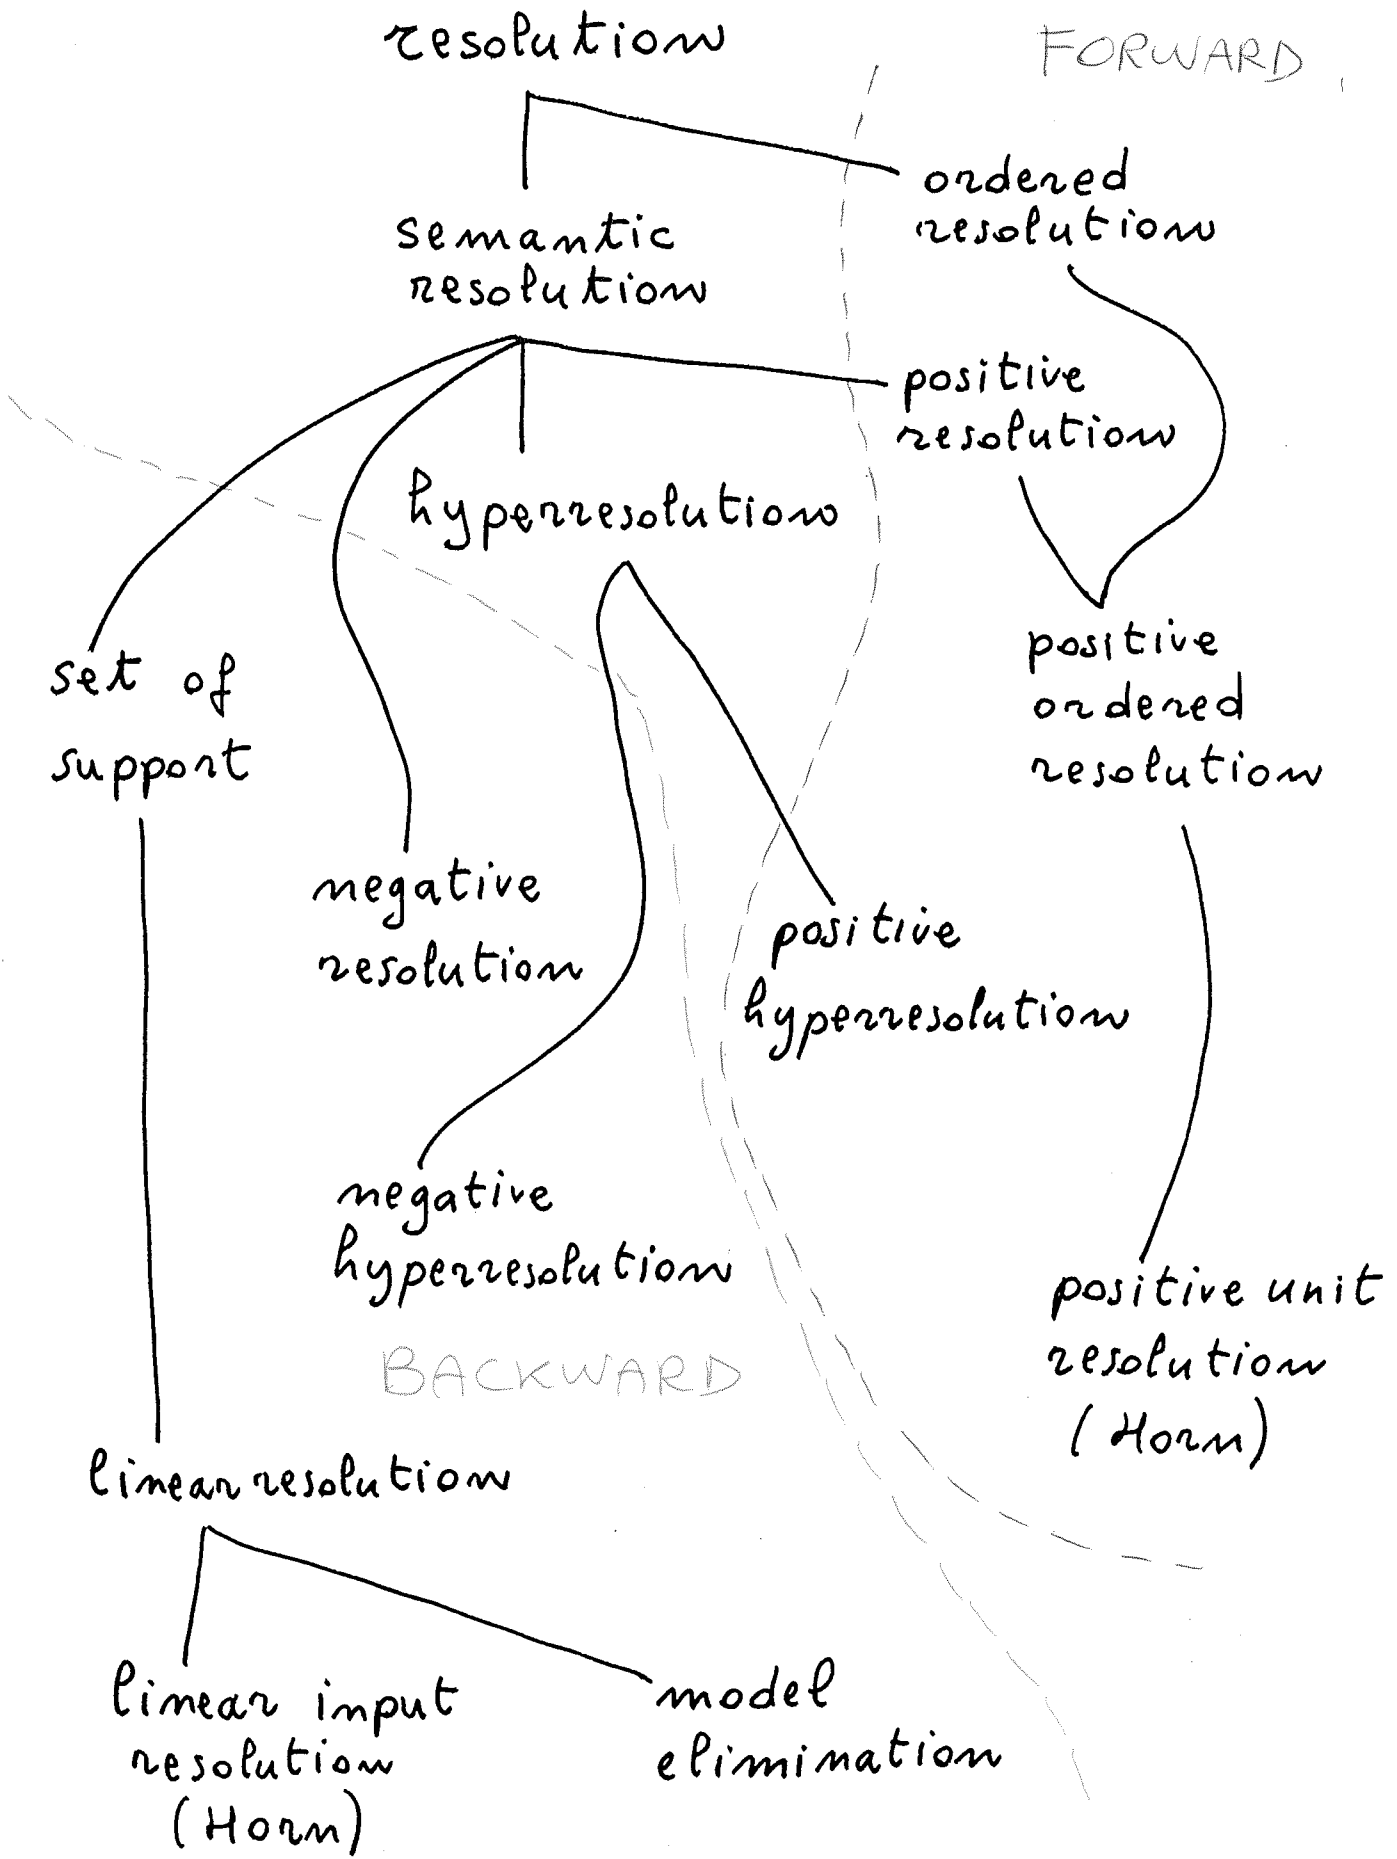 resolution
FORWARD
ordered
resolution
semantic
resolution
positive
resolution
hyperresolution
set of
support
positive
ordered
resolution
negative
resolution
positive
hyperresolution
negative
hyperresolution
positive unit
resolution
(Horn)
BACKWARD
linear resolution
linear input
resolution
(Horn)
model
elimination